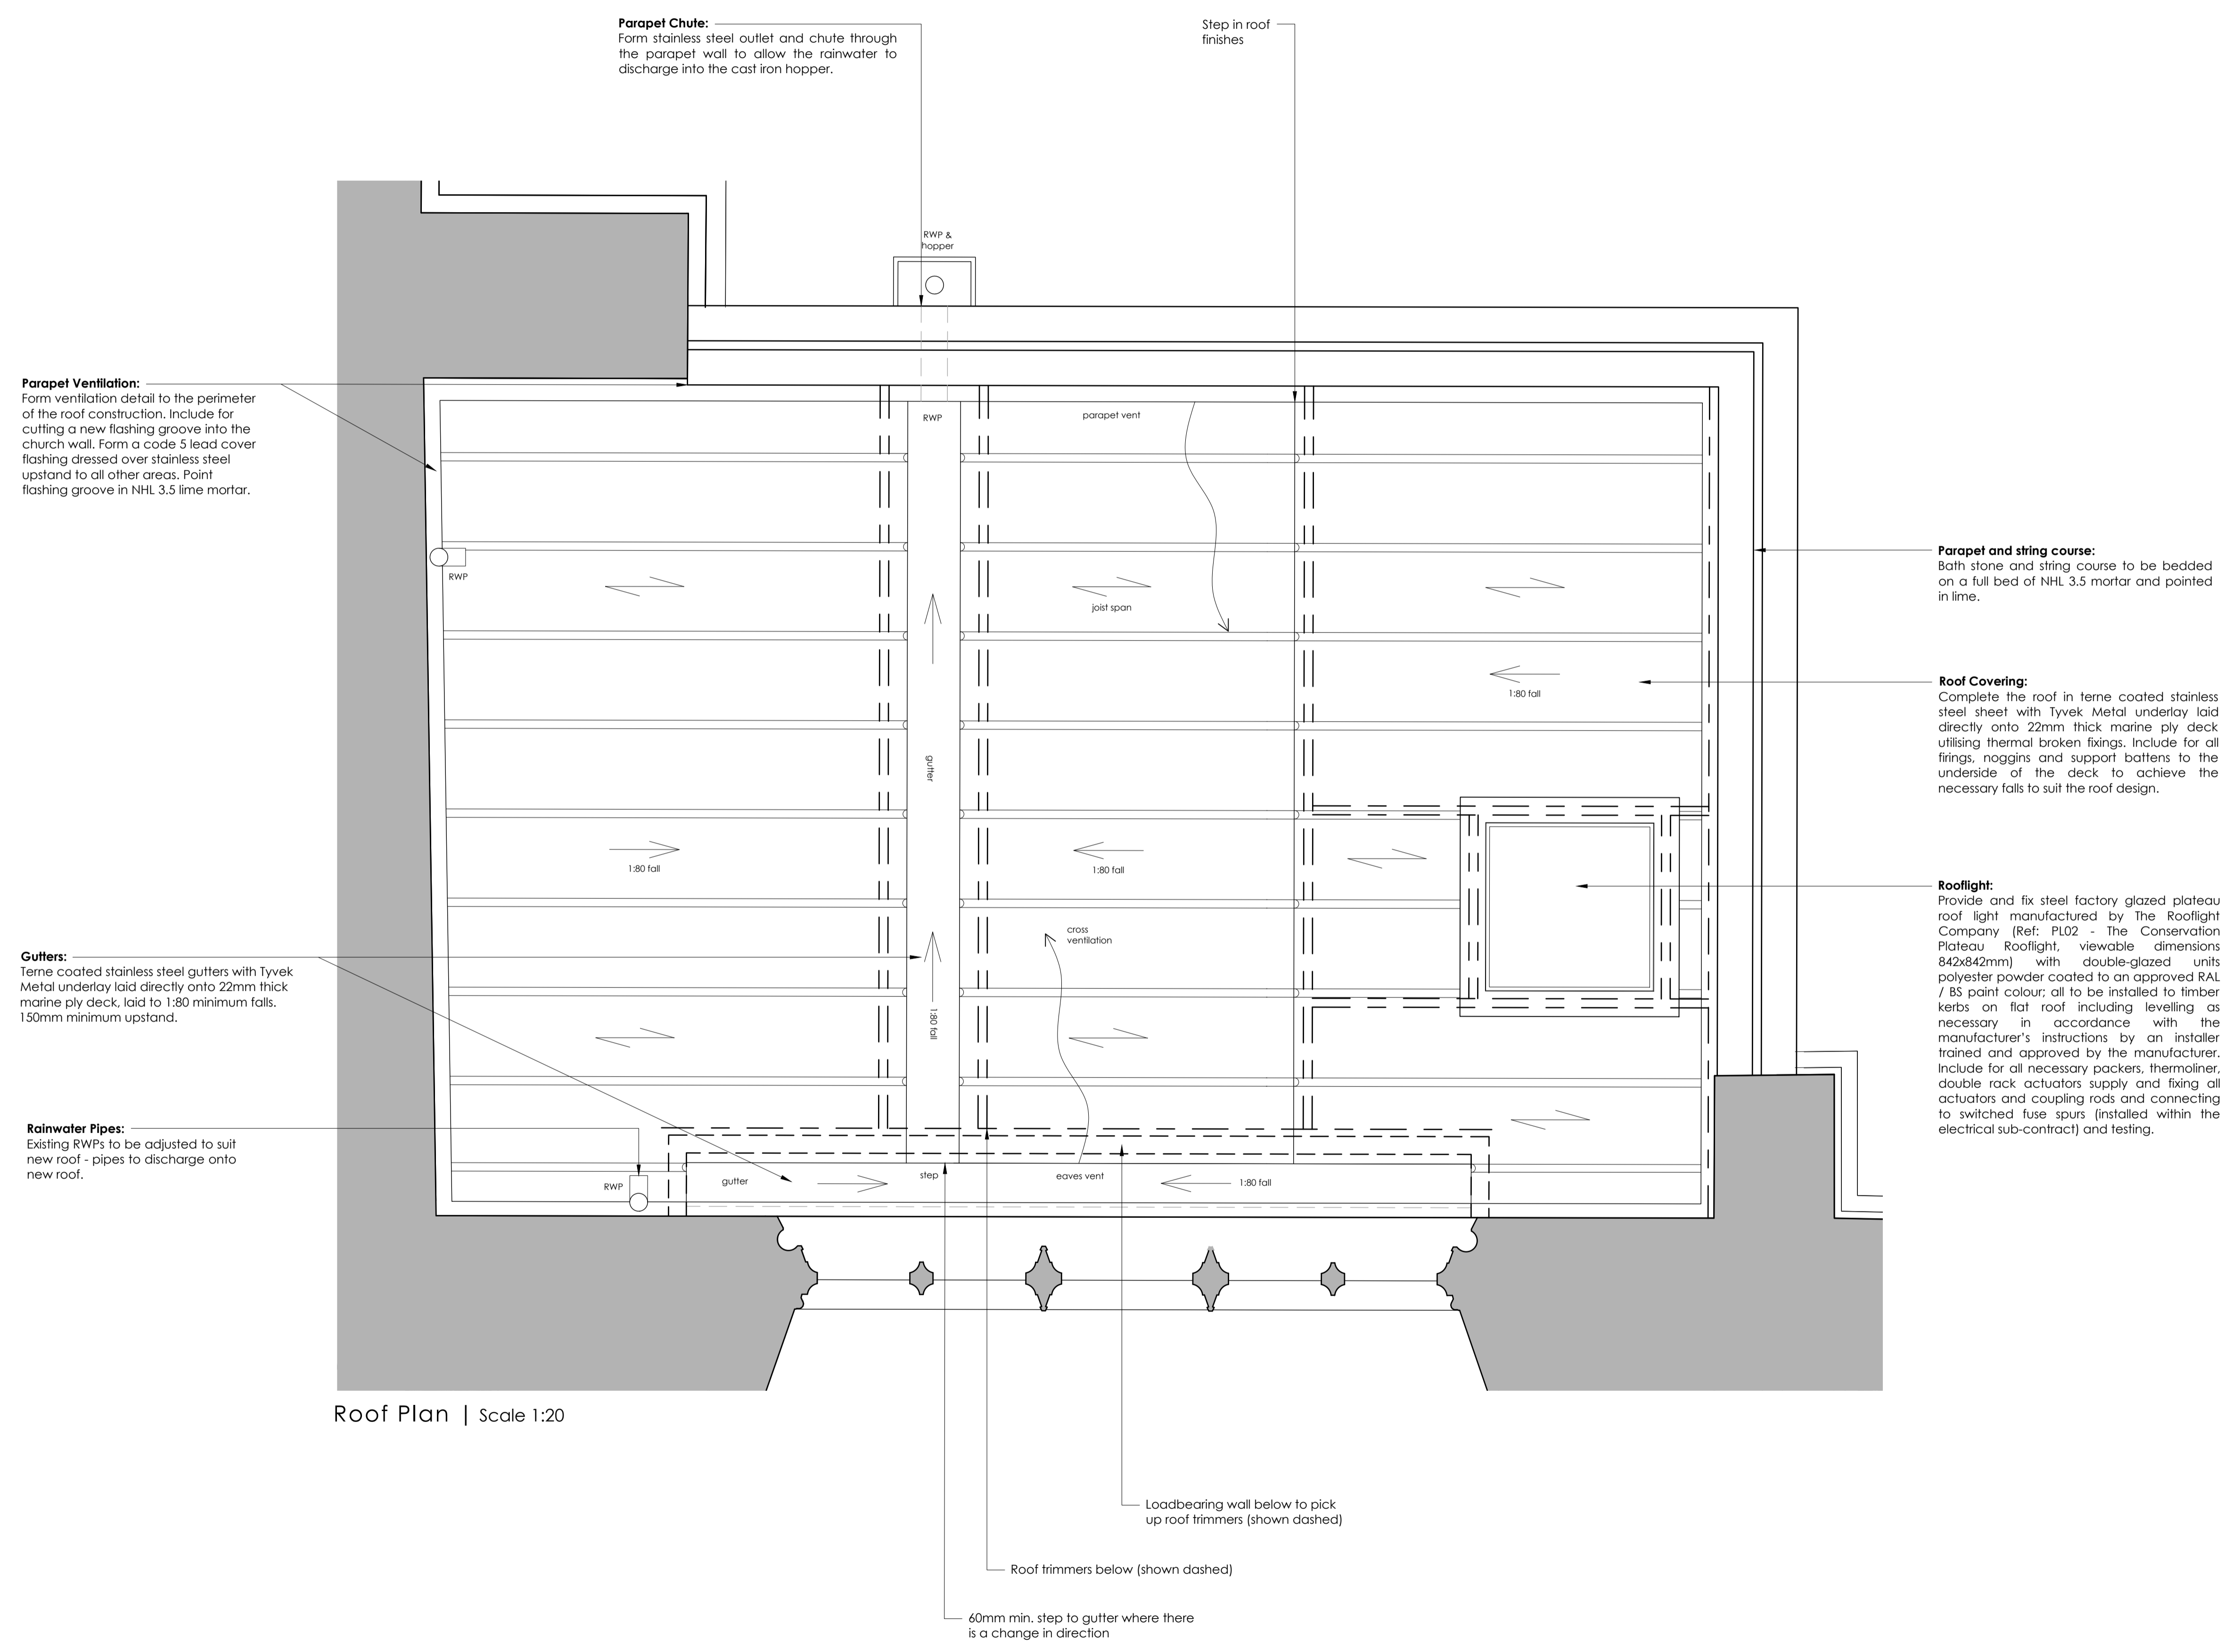 Parapet Chute:
Form stainless steel outlet and chute through
the parapet wall to allow the rainwater to
discharge into the cast iron hopper.
Step in roof
finishes
RWP &
hopper
Parapet Ventilation:
Form ventilation detail to the perimeter
of the roof construction. Include for
cutting a new flashing groove into the
church wall. Form a code 5 lead cover
flashing dressed over stainless steel
upstand to all other areas. Point
flashing groove in NHL 3.5 lime mortar.
RWP
parapet vent
RWP
joist span
Parapet and string course:
Bath stone and string course to be bedded
on a full bed of NHL 3.5 mortar and pointed
in lime.
1:80 fall
Roof Covering:
Complete the roof in terne coated stainless
steel sheet with Tyvek Metal underlay laid
directly onto 22mm thick marine ply deck
utilising thermal broken fixings. Include for all
firings, noggins and support battens to the
underside of the deck to achieve the
necessary falls to suit the roof design.
gutter
1:80 fall
1:80 fall
Rooflight:
Provide and fix steel factory glazed plateau
roof light manufactured by The Rooflight
Company (Ref: PL02 - The Conservation
Plateau Rooflight, viewable dimensions
842x842mm) with double-glazed units
polyester powder coated to an approved RAL
/ BS paint colour; all to be installed to timber
kerbs on flat roof including levelling as
necessary in accordance with the
manufacturer's instructions by an installer
trained and approved by the manufacturer.
Include for all necessary packers, thermoliner,
double rack actuators supply and fixing all
actuators and coupling rods and connecting
to switched fuse spurs (installed within the
electrical sub-contract) and testing.
cross
ventilation
Gutters:
Terne coated stainless steel gutters with Tyvek
Metal underlay laid directly onto 22mm thick
marine ply deck, laid to 1:80 minimum falls.
150mm minimum upstand.
1:80 fall
Rainwater Pipes:
Existing RWPs to be adjusted to suit
new roof - pipes to discharge onto
new roof.
RWP
gutter
step
eaves vent
1:80 fall
Roof Plan | Scale 1:20
Loadbearing wall below to pick
up roof trimmers (shown dashed)
Roof trimmers below (shown dashed)
60mm min. step to gutter where there
is a change in direction